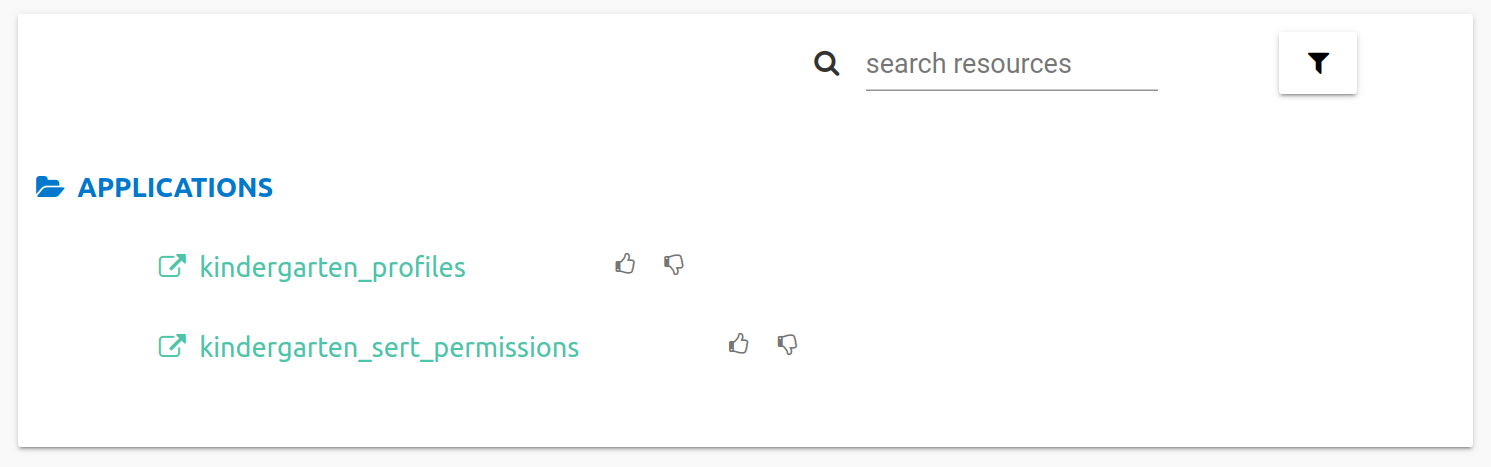 search resources
APPLICATIONS
kindergarten_profiles
kindergarten_sert_permissions